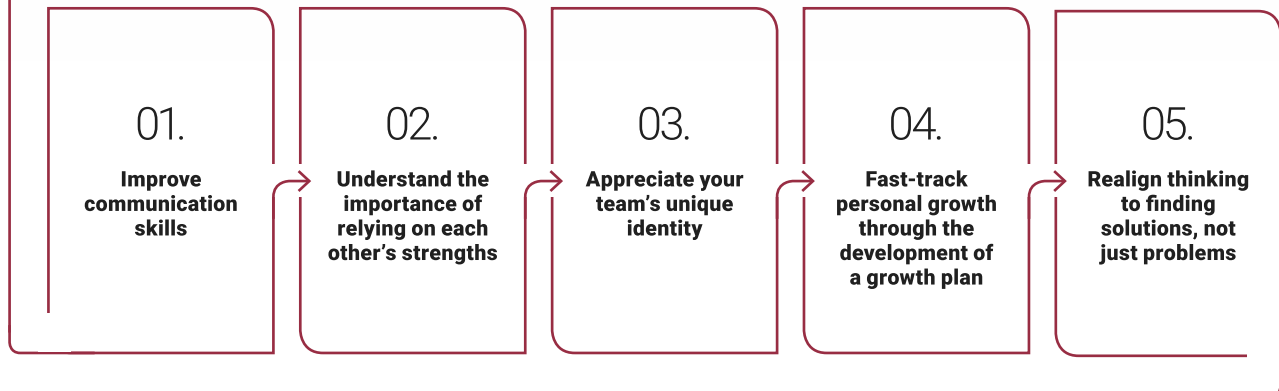 01.
Improve
communication
skills
02.
Understand the
importance of
relying on each
other’s strengths
03.
Appreciate your
team’s unique
identity
04.
Fast-track
personal growth
through the
development of
a growth plan
05.
Realign thinking
to finding
solutions, not
just problems